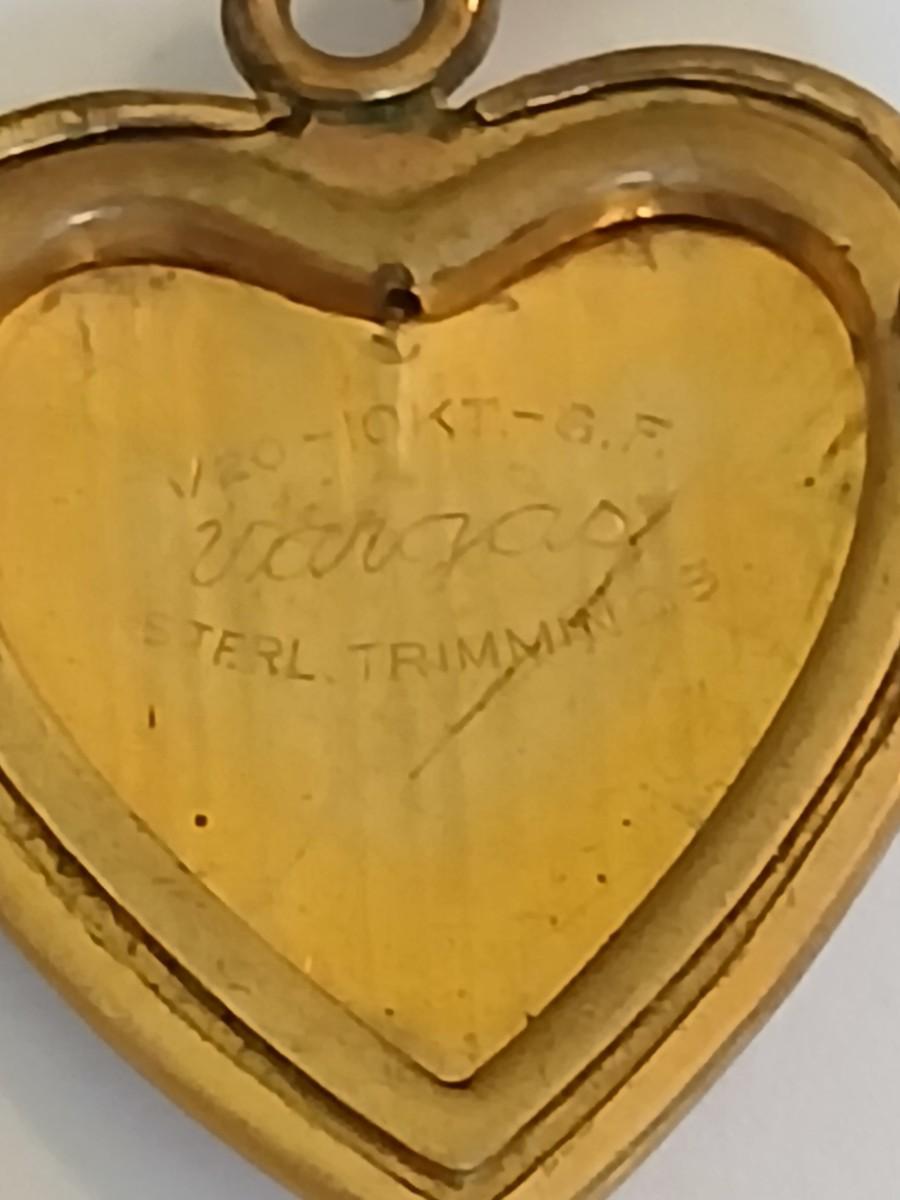 1/20-10KT.-G.F.
Vargas
STERL. TRIMMINGS